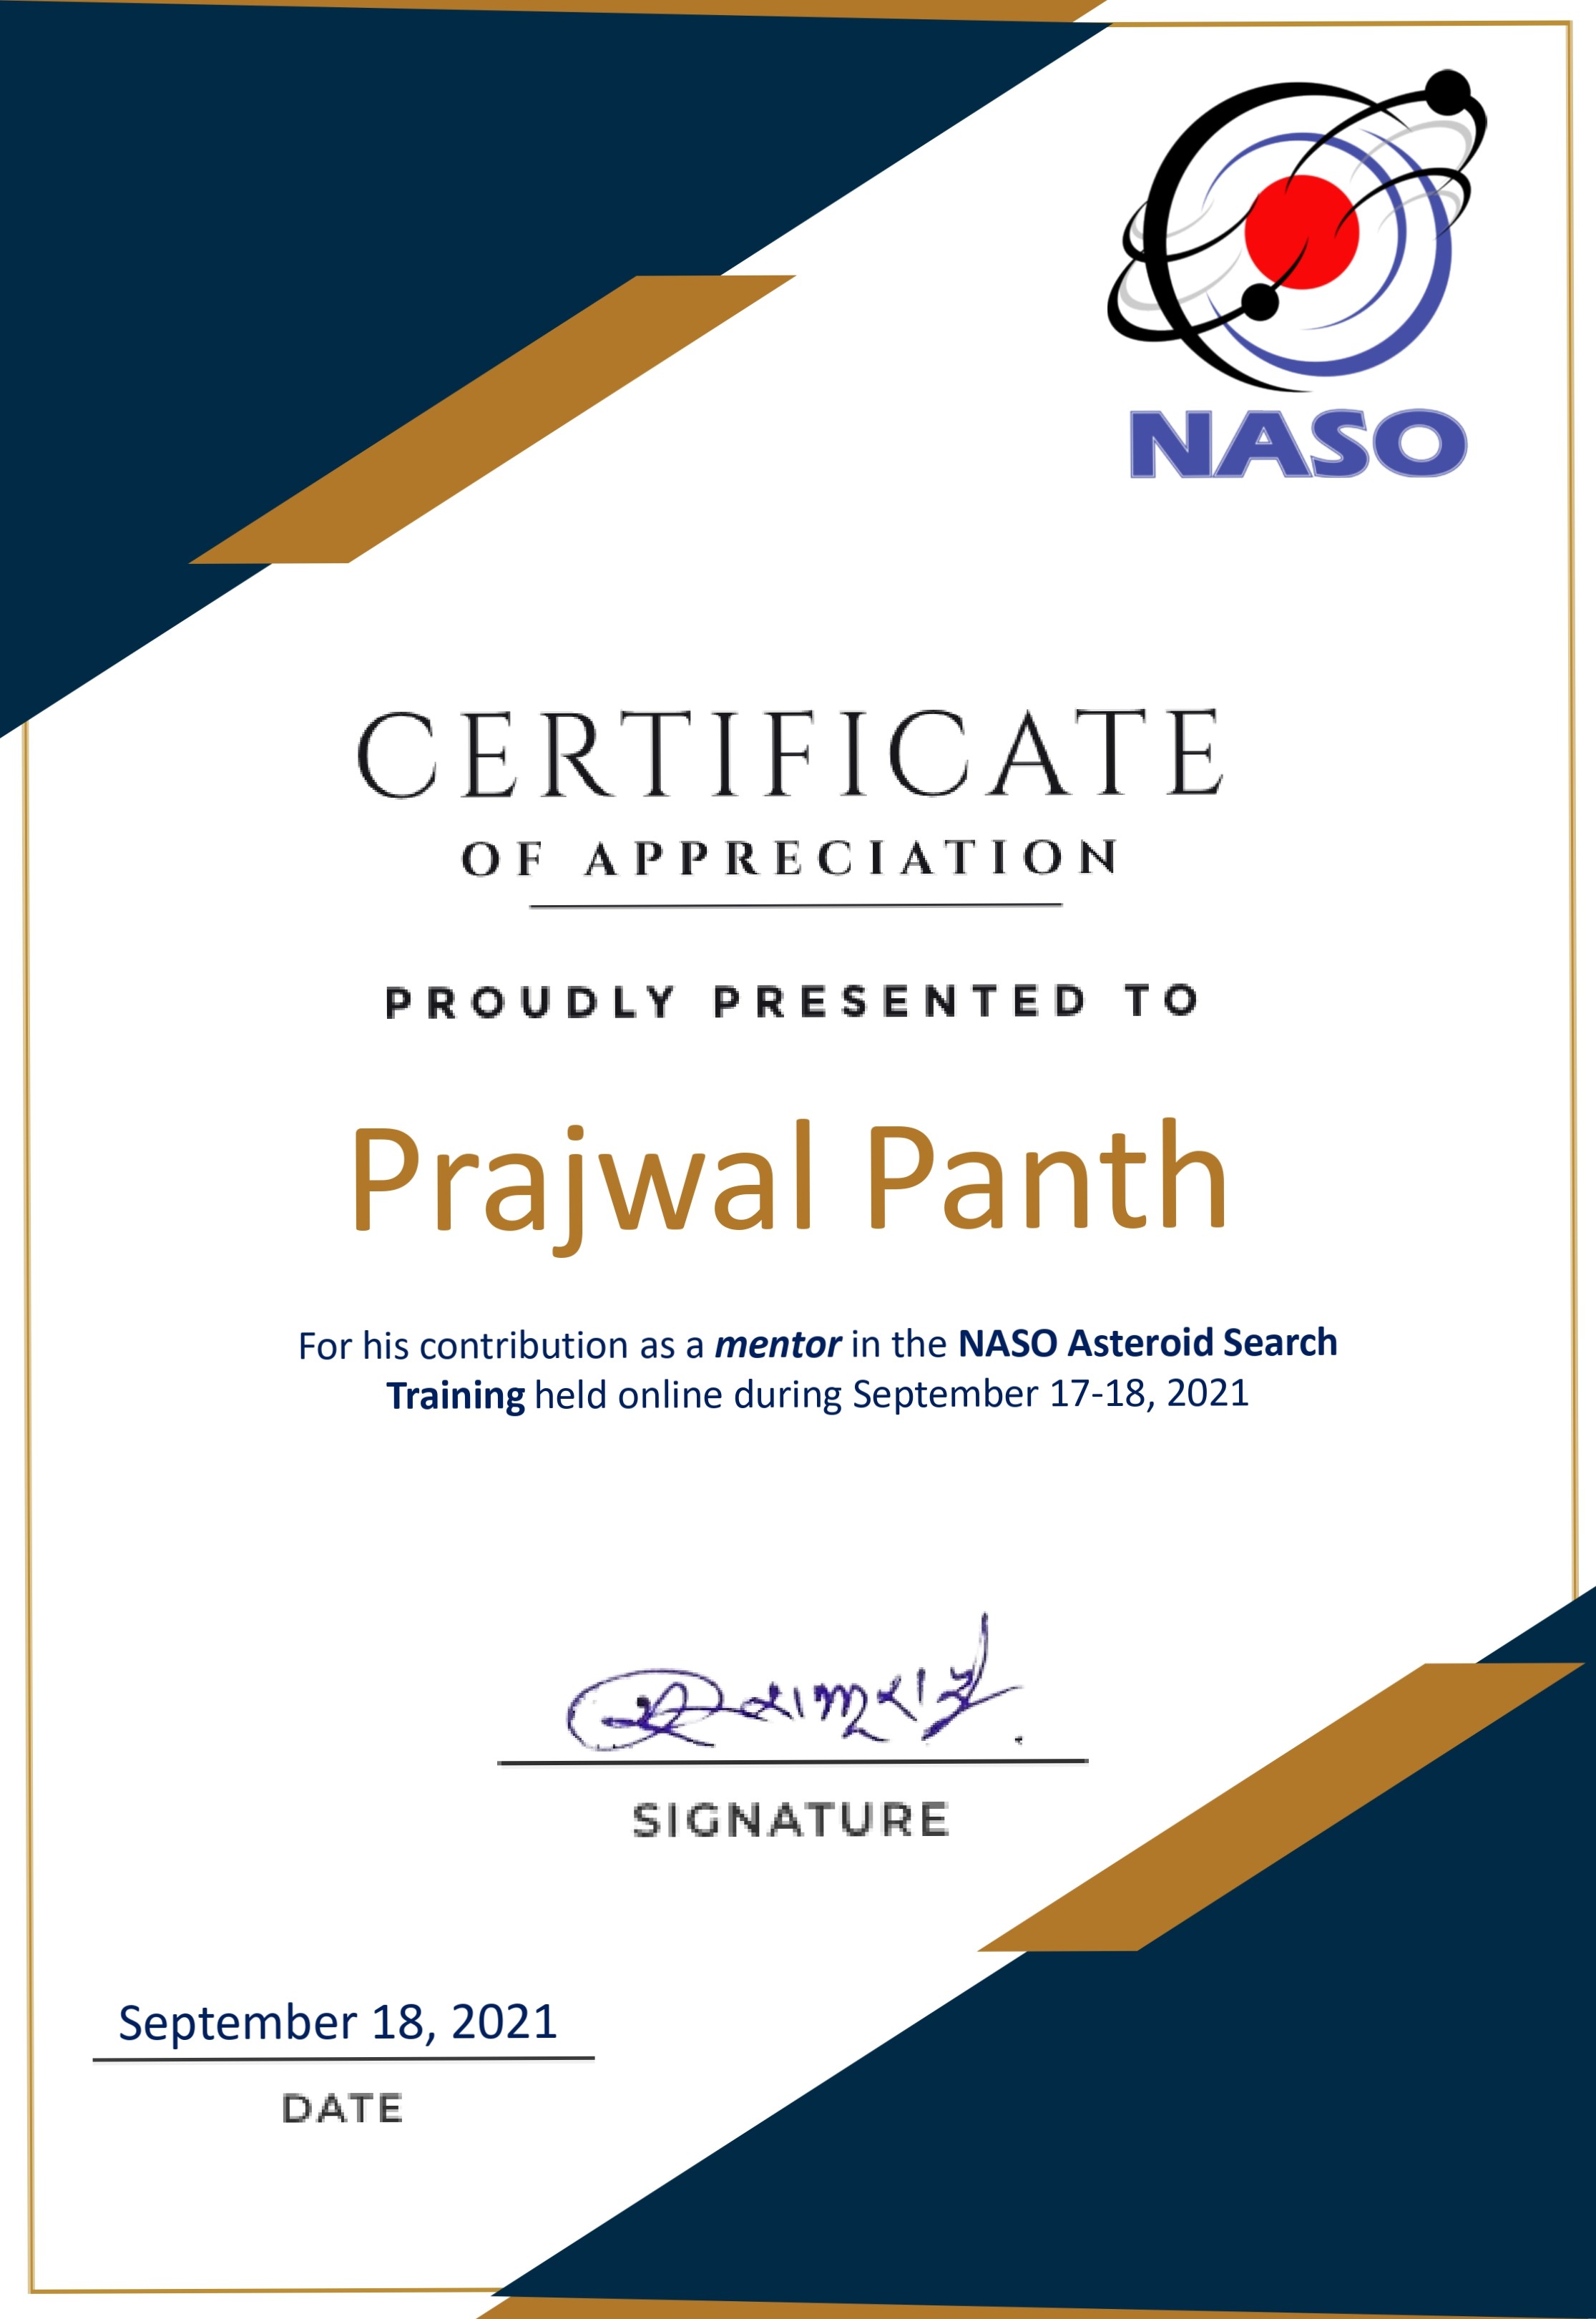 NASO
CERTIFICATE
OF APPRECIATION
PROUDLY PRESENTED TO
Prajwal Panth
For his contribution as a mentor in the NASO Asteroid Search
Training held online during September 17-18, 2021
SIGNATURE
September 18, 2021
DATE